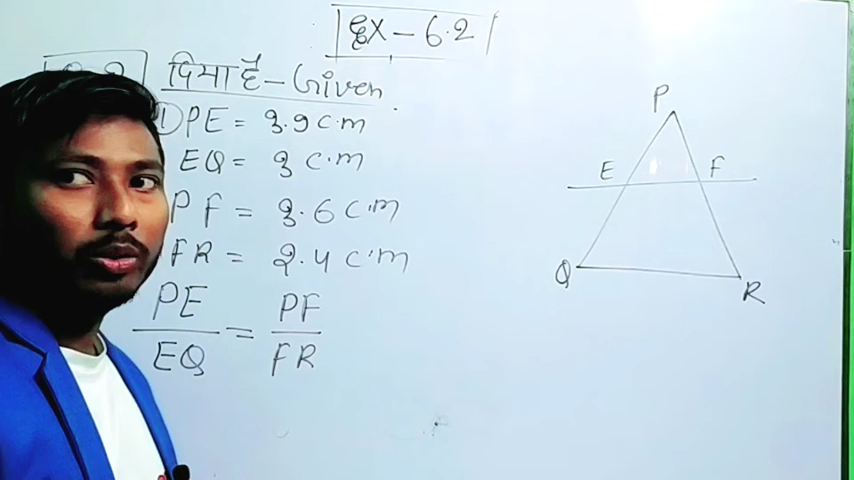 Ex - 6.2
दिया है - Given
① PE = 3.9 c.m
EQ = 3 c.m
PF = 3.6 c.m
FR = 2.4 c.m
PE/EQ = PF/FR
P
E F
Q R